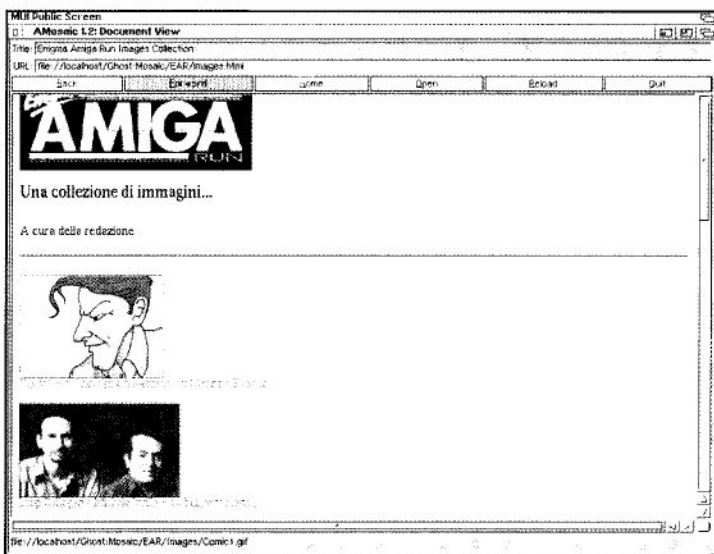 MUI Public Screen
AMosaic 1.2: Document View
Title: Enigma Amiga Run Images Collection
URL: file://localhost/Ghost:Mosaic/EAR/Images.html
Back Forward Home Open Reload Quit
AMIGA
RUN
Una collezione di immagini...
A cura della redazione
file://localhost/Ghost:Mosaic/EAR/Images/Comics.gif